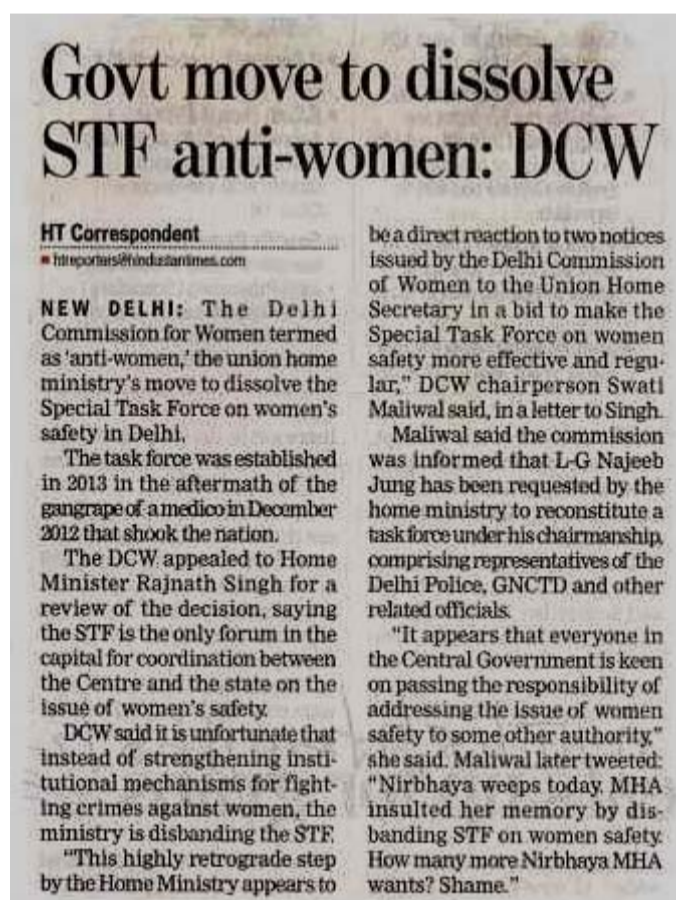 Govt move to dissolve
STF anti-women: DCW
HT Correspondent
htreporters@hindustantimes.com
NEW DELHI: The Delhi
Commission for Women termed
as 'anti-women,' the union home
ministry's move to dissolve the
Special Task Force on women's
safety in Delhi.
The task force was established
in 2013 in the aftermath of the
gangrape of a medico in December
2012 that shook the nation.
The DCW appealed to Home
Minister Rajnath Singh for a
review of the decision, saying
the STF is the only forum in the
capital for coordination between
the Centre and the state on the
issue of women's safety.
DCW said it is unfortunate that
instead of strengthening insti-
tutional mechanisms for fight-
ing crimes against women, the
ministry is disbanding the STF.
"This highly retrograde step
by the Home Ministry appears to
be a direct reaction to two notices
issued by the Delhi Commission
of Women to the Union Home
Secretary in a bid to make the
Special Task Force on women
safety more effective and regu-
lar," DCW chairperson Swati
Maliwal said, in a letter to Singh.
Maliwal said the commission
was informed that L-G Najeeb
Jung has been requested by the
home ministry to reconstitute a
task force under his chairmanship,
comprising representatives of the
Delhi Police, GNCTD and other
related officials.
"It appears that everyone in
the Central Government is keen
on passing the responsibility of
addressing the issue of women
safety to some other authority,"
she said. Maliwal later tweeted:
"Nirbhaya weeps today. MHA
insulted her memory by dis-
banding STF on women safety.
How many more Nirbhaya MHA
wants? Shame."